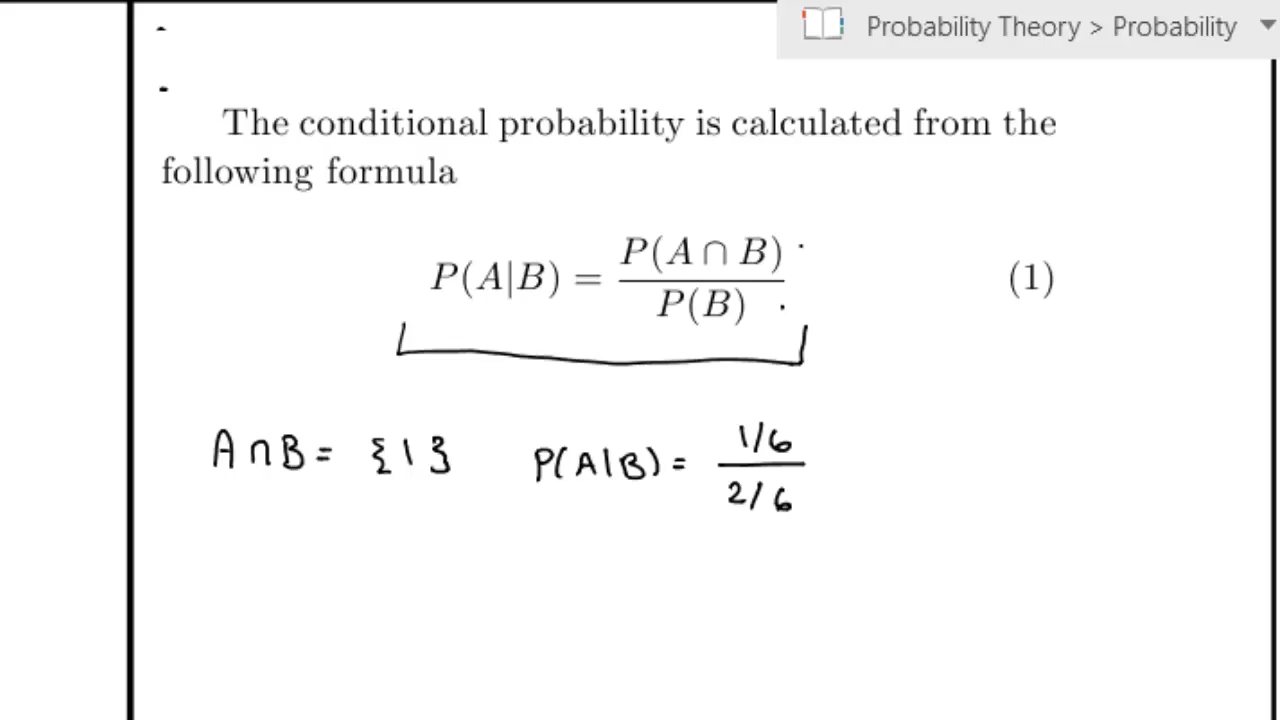 Probability Theory > Probability
The conditional probability is calculated from the
following formula
P(A|B) = P(A ∩ B) / P(B) (1)
A∩B = {1} P(A|B) = 1/6 / 2/6